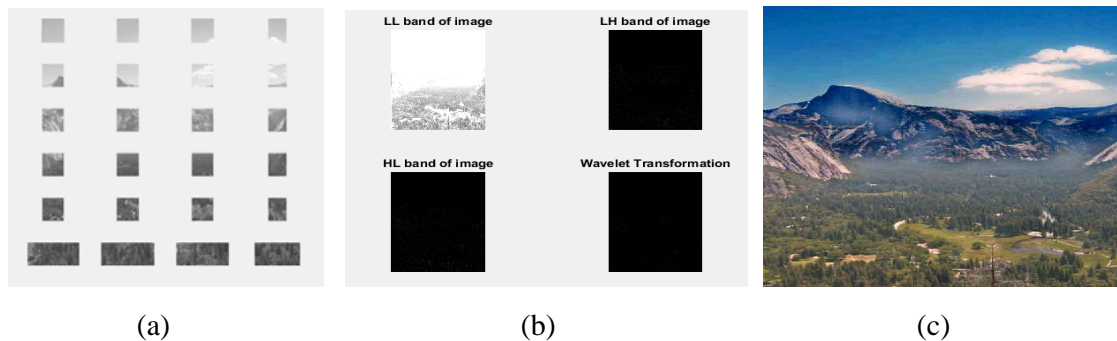 LL band of image
LH band of image
HL band of image
Wavelet Transformation
(a)
(b)
(c)